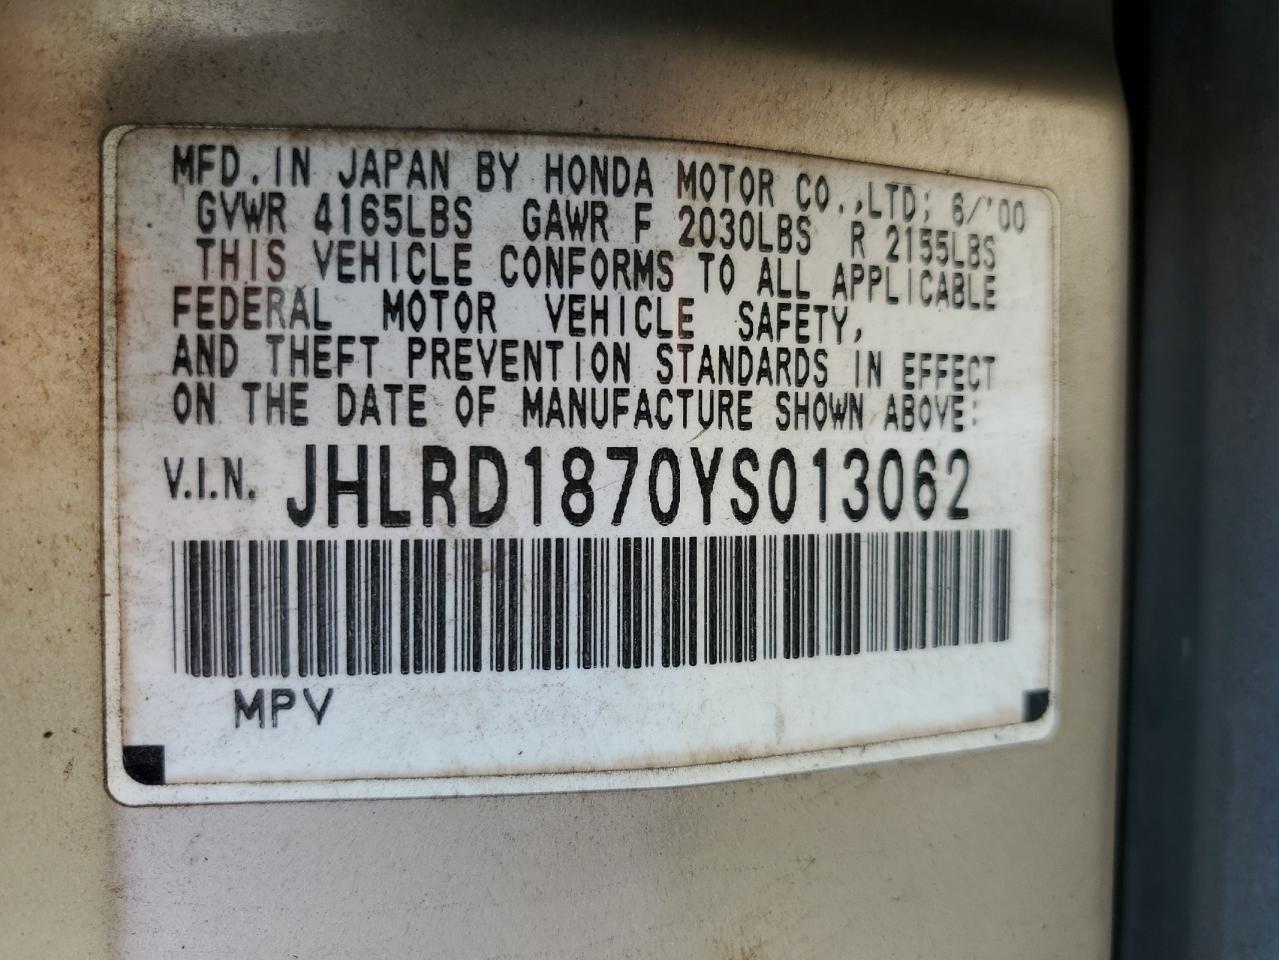 MFD. IN JAPAN BY HONDA MOTOR CO.,LTD; 6/'00
GVWR 4165LBS GAWR F 2030LBS R 2155LBS
THIS VEHICLE CONFORMS TO ALL APPLICABLE
FEDERAL MOTOR VEHICLE SAFETY,
AND THEFT PREVENTION STANDARDS IN EFFECT
ON THE DATE OF MANUFACTURE SHOWN ABOVE:
V.I.N. JHLRD1870YS013062
MPV